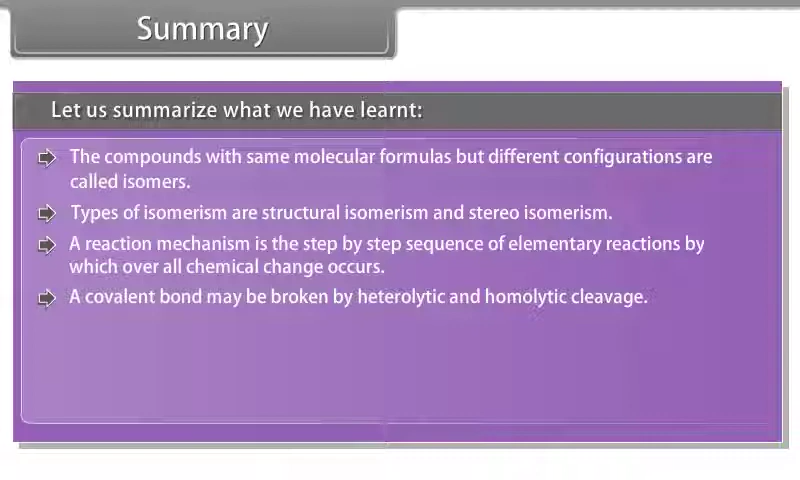 Summary
Let us summarize what we have learnt:
The compounds with same molecular formulas but different configurations are
called isomers.
Types of isomerism are structural isomerism and stereo isomerism.
A reaction mechanism is the step by step sequence of elementary reactions by
which over all chemical change occurs.
A covalent bond may be broken by heterolytic and homolytic cleavage.